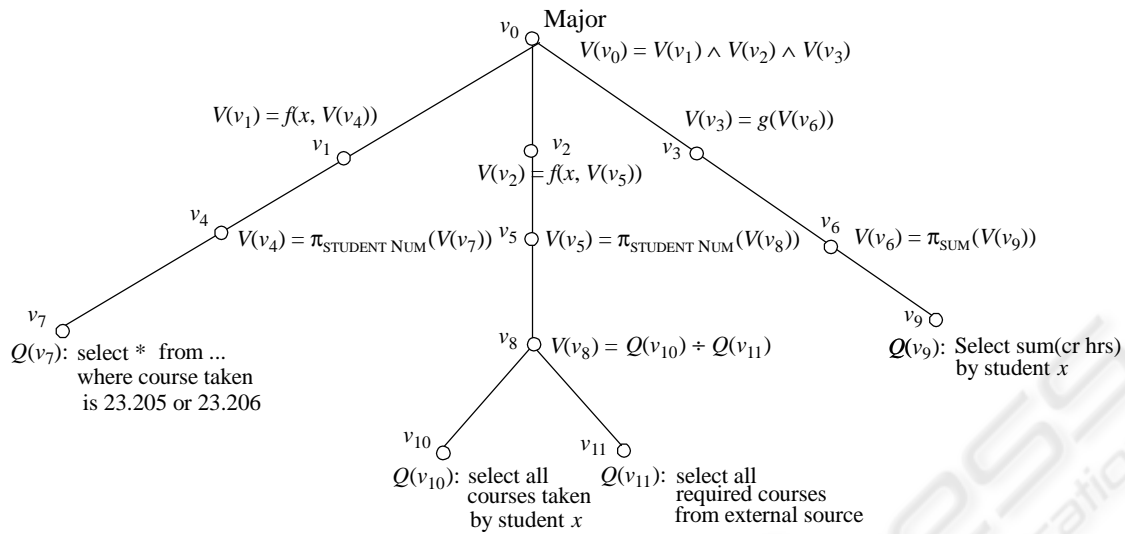 Major
v0
V(v0) = V(v1) ∧ V(v2) ∧ V(v3)
V(v1) = f(x, V(v4))
V(v3) = g(V(v6))
v1
v2
v3
V(v2) = f(x, V(v5))
v4
V(v4) = πSTUDENT NUM(V(v7))
v5
V(v5) = πSTUDENT NUM(V(v8))
v6
V(v6) = πSUM(V(v9))
v7
Q(v7): select * from ...
where course taken
is 23.205 or 23.206
v8
V(v8) = Q(v10) ÷ Q(v11)
v9
Q(v9): Select sum(cr hrs)
by student x
v10
Q(v10): select all
courses taken
by student x
v11
Q(v11): select all
required courses
from external source